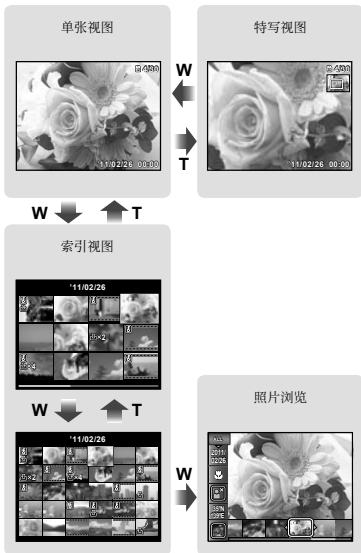 单张视图
特写视图
4/30
11/02/26 00:00
W
T
4/30
11/02/26 00:00
W
T
索引视图
'11/02/26
×2
×4
W
T
'11/02/26
×2
×4
W
照片浏览
ALL
2011/
02/26